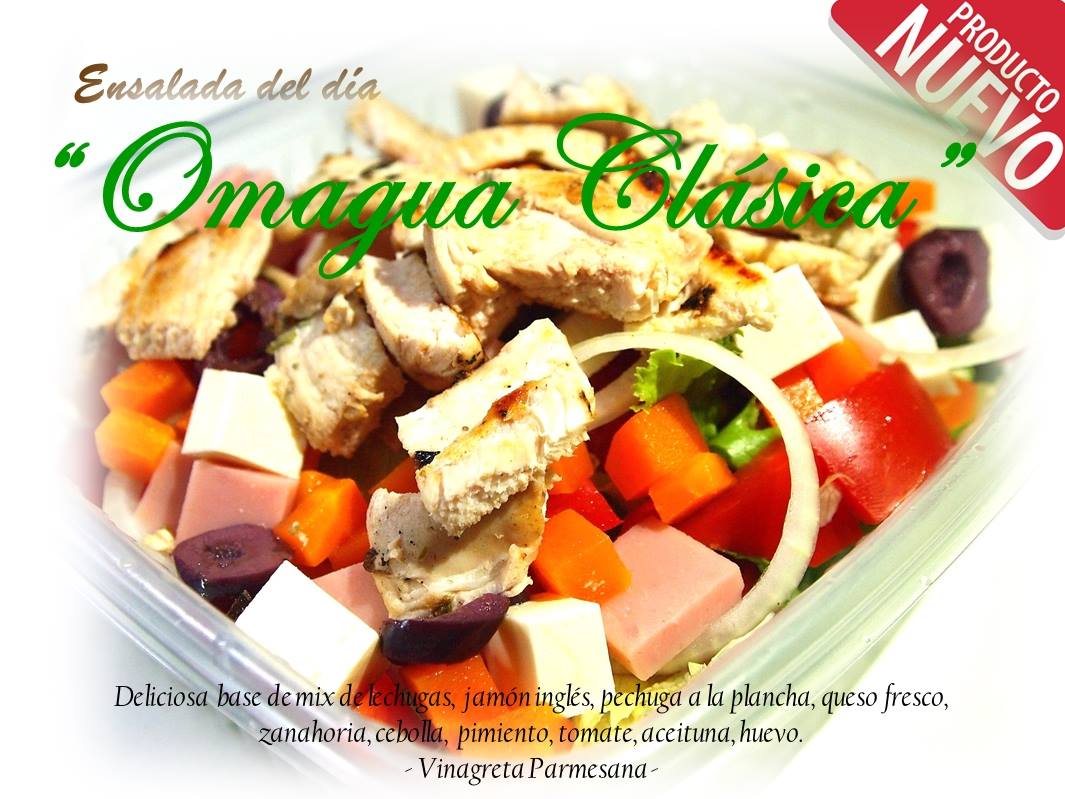 PRODUCTO
NUEVO
Ensalada del día
“Omagua Clásica”
Deliciosa base de mix de lechugas, jamón inglés, pechuga a la plancha, queso fresco,
zanahoria, cebolla, pimiento, tomate, aceituna, huevo.
- Vinagreta Parmesana -